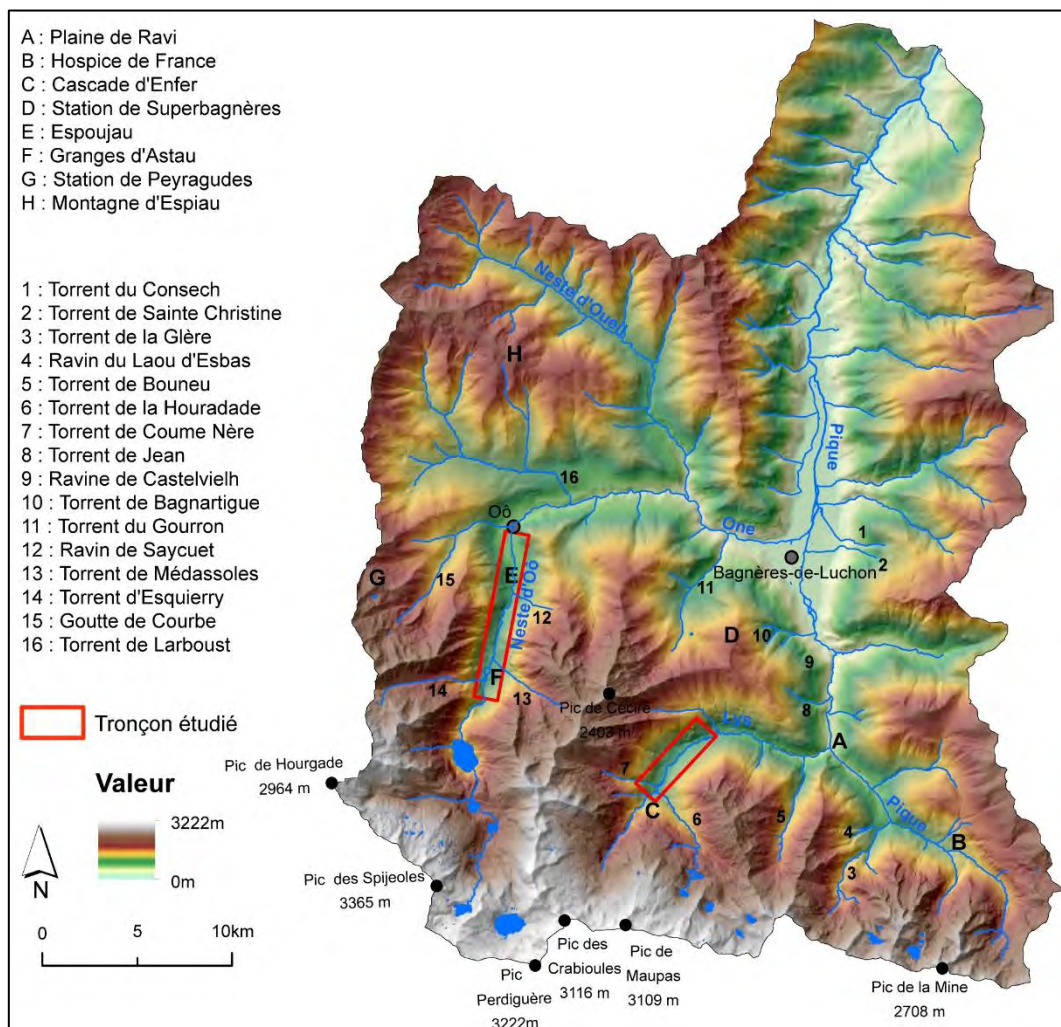 A : Plaine de Ravi
B : Hospice de France
C : Cascade d'Enfer
D : Station de Superbagnères
E : Espoujau
F : Granges d'Astau
G : Station de Peyragudes
H : Montagne d'Espiau
1 : Torrent du Consech
2 : Torrent de Sainte Christine
3 : Torrent de la Glère
4 : Ravin du Laou d'Esbas
5 : Torrent de Bouneu
6 : Torrent de la Houradade
7 : Torrent de Coume Nère
8 : Torrent de Jean
9 : Ravine de Castelvielh
10 : Torrent de Bagnartigue
11 : Torrent du Gourron
12 : Ravin de Saycuet
13 : Torrent de Médassoles
14 : Torrent d'Esquierry
15 : Goutte de Courbe
16 : Torrent de Larboust
Tronçon étudié
Valeur
3222m
0m
N
0 5 10km
Neste d'Oueil
H
Pique
16
Oô
One
1
Bagnères-de-Luchon
2
G
15
E
Neste d'Oô
12
11
D
10
9
F
14
13
Pic de Cécire
2403 m
8
Lys
A
Pic de Hourgade
2964 m
7
C
6
5
Pique
4
B
3
Pic des Spijeoles
3365 m
Pic
Perdiguère
3222m
Pic des
Crabioules
3116 m
Pic de
Maupas
3109 m
Pic de la Mine
2708 m